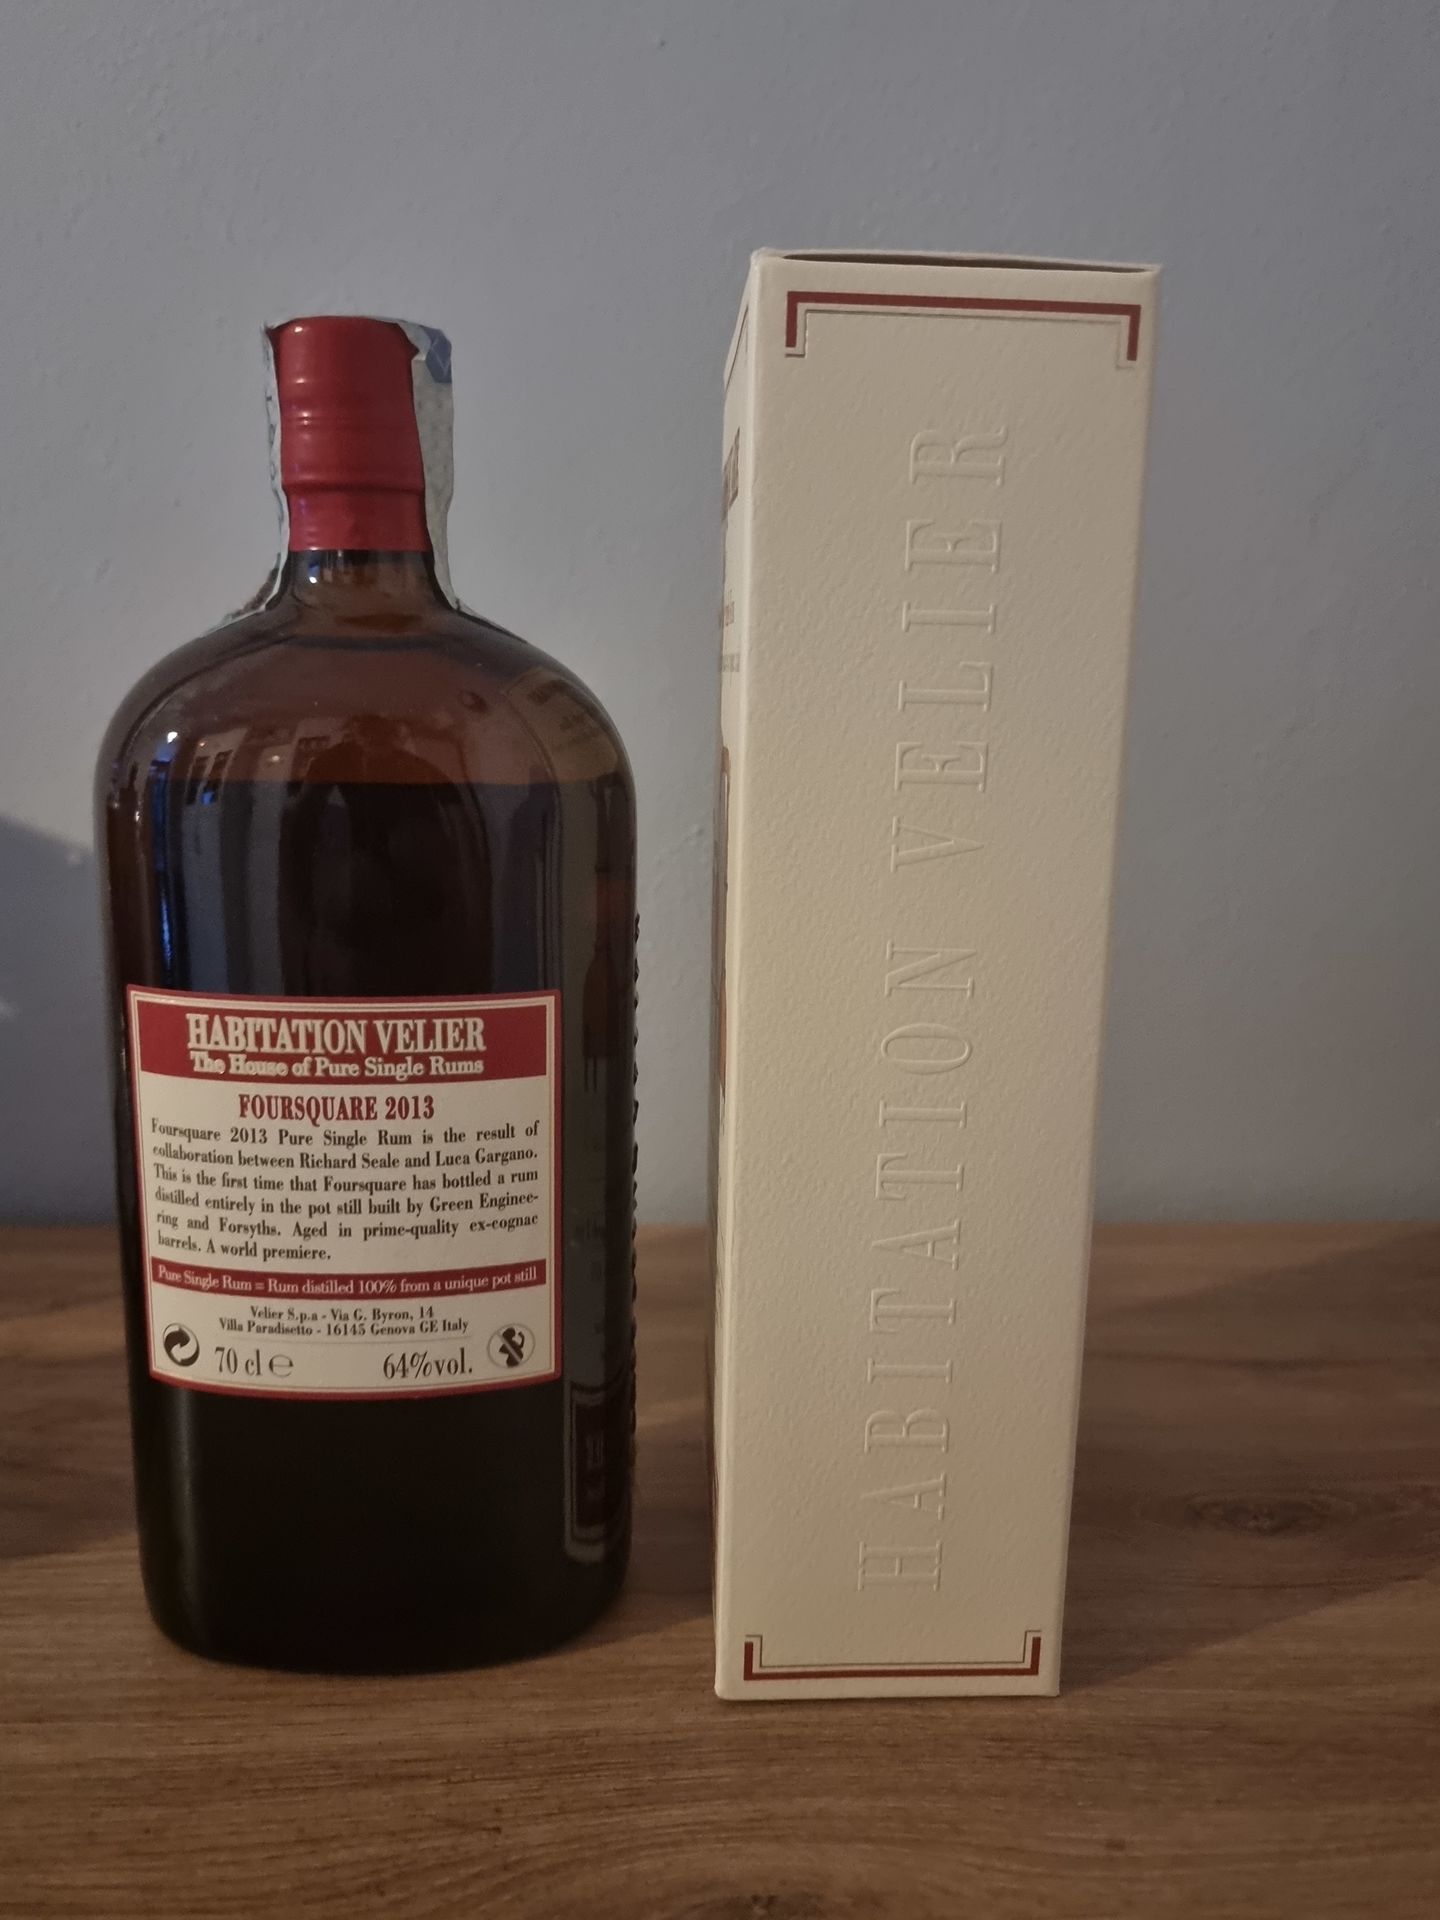 HABITATION VELIER
The House of Pure Single Rums
FOURSQUARE 2013
Foursquare 2013 Pure Single Rum is the result of
collaboration between Richard Seale and Luca Gargano.
This is the first time that Foursquare has bottled a rum
distilled entirely in the pot still built by Green Enginee-
ring and Forsyths. Aged in prime-quality ex-cognac
barrels. A world premiere.
Pure Single Rum = Rum distilled 100% from a unique pot still
Velier S.p.a - Via G. Byron, 14
Villa Paradisetto - 16145 Genova GE Italy
70 cl ℮ 64%vol.
HABITATION VELIER